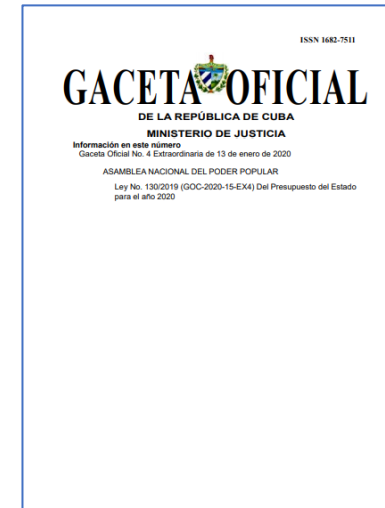 ISSN 1682-7511
GACETA OFICIAL
DE LA REPÚBLICA DE CUBA
MINISTERIO DE JUSTICIA
Información en este número
Gaceta Oficial No. 4 Extraordinaria de 13 de enero de 2020
ASAMBLEA NACIONAL DEL PODER POPULAR
Ley No. 130/2019 (GOC-2020-15-EX4) Del Presupuesto del Estado
para el año 2020